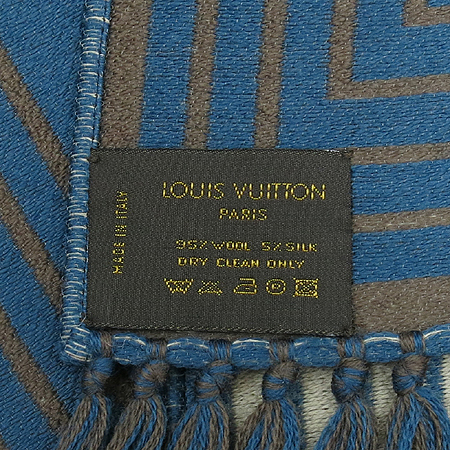 LOUIS VUITTON
PARIS
95% WOOL 5% SILK
DRY CLEAN ONLY
MADE IN ITALY